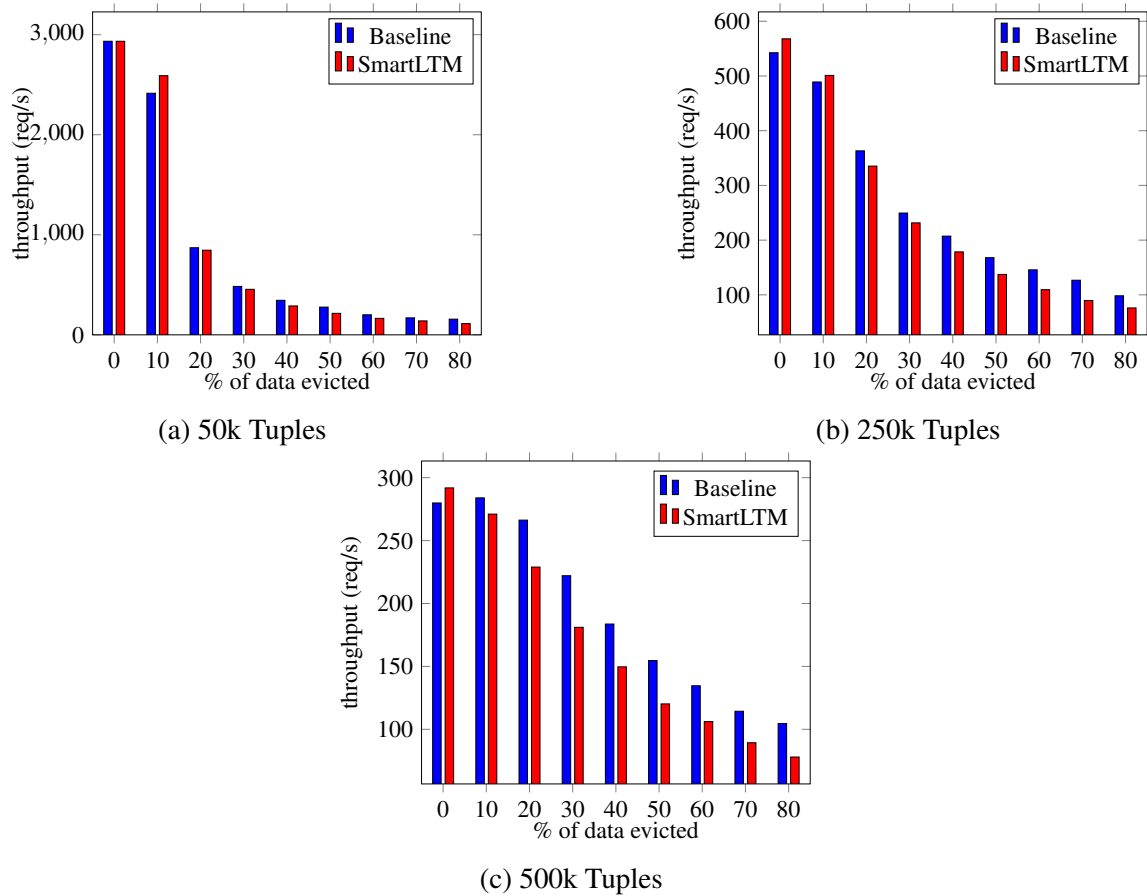 3,000
2,000
1,000
0
throughput (req/s)
Baseline
SmartLTM
0 10 20 30 40 50 60 70 80
% of data evicted
(a) 50k Tuples
600
500
400
300
200
100
throughput (req/s)
Baseline
SmartLTM
0 10 20 30 40 50 60 70 80
% of data evicted
(b) 250k Tuples
300
250
200
150
100
throughput (req/s)
Baseline
SmartLTM
0 10 20 30 40 50 60 70 80
% of data evicted
(c) 500k Tuples